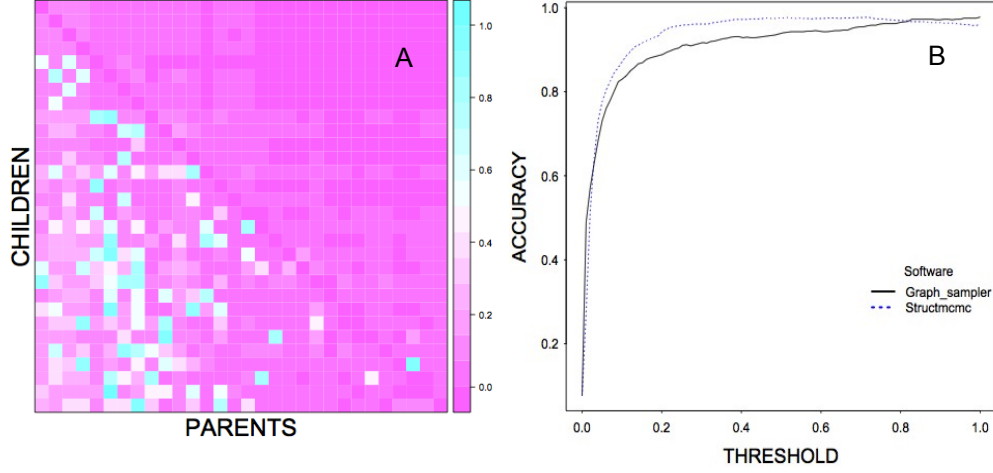 A
1.0
0.8
0.6
0.4
0.2
0.0
CHILDREN
PARENTS
B
1.0
0.8
0.6
0.4
0.2
ACCURACY
Software
Graph_sampler
Structmcmc
0.0 0.2 0.4 0.6 0.8 1.0
THRESHOLD